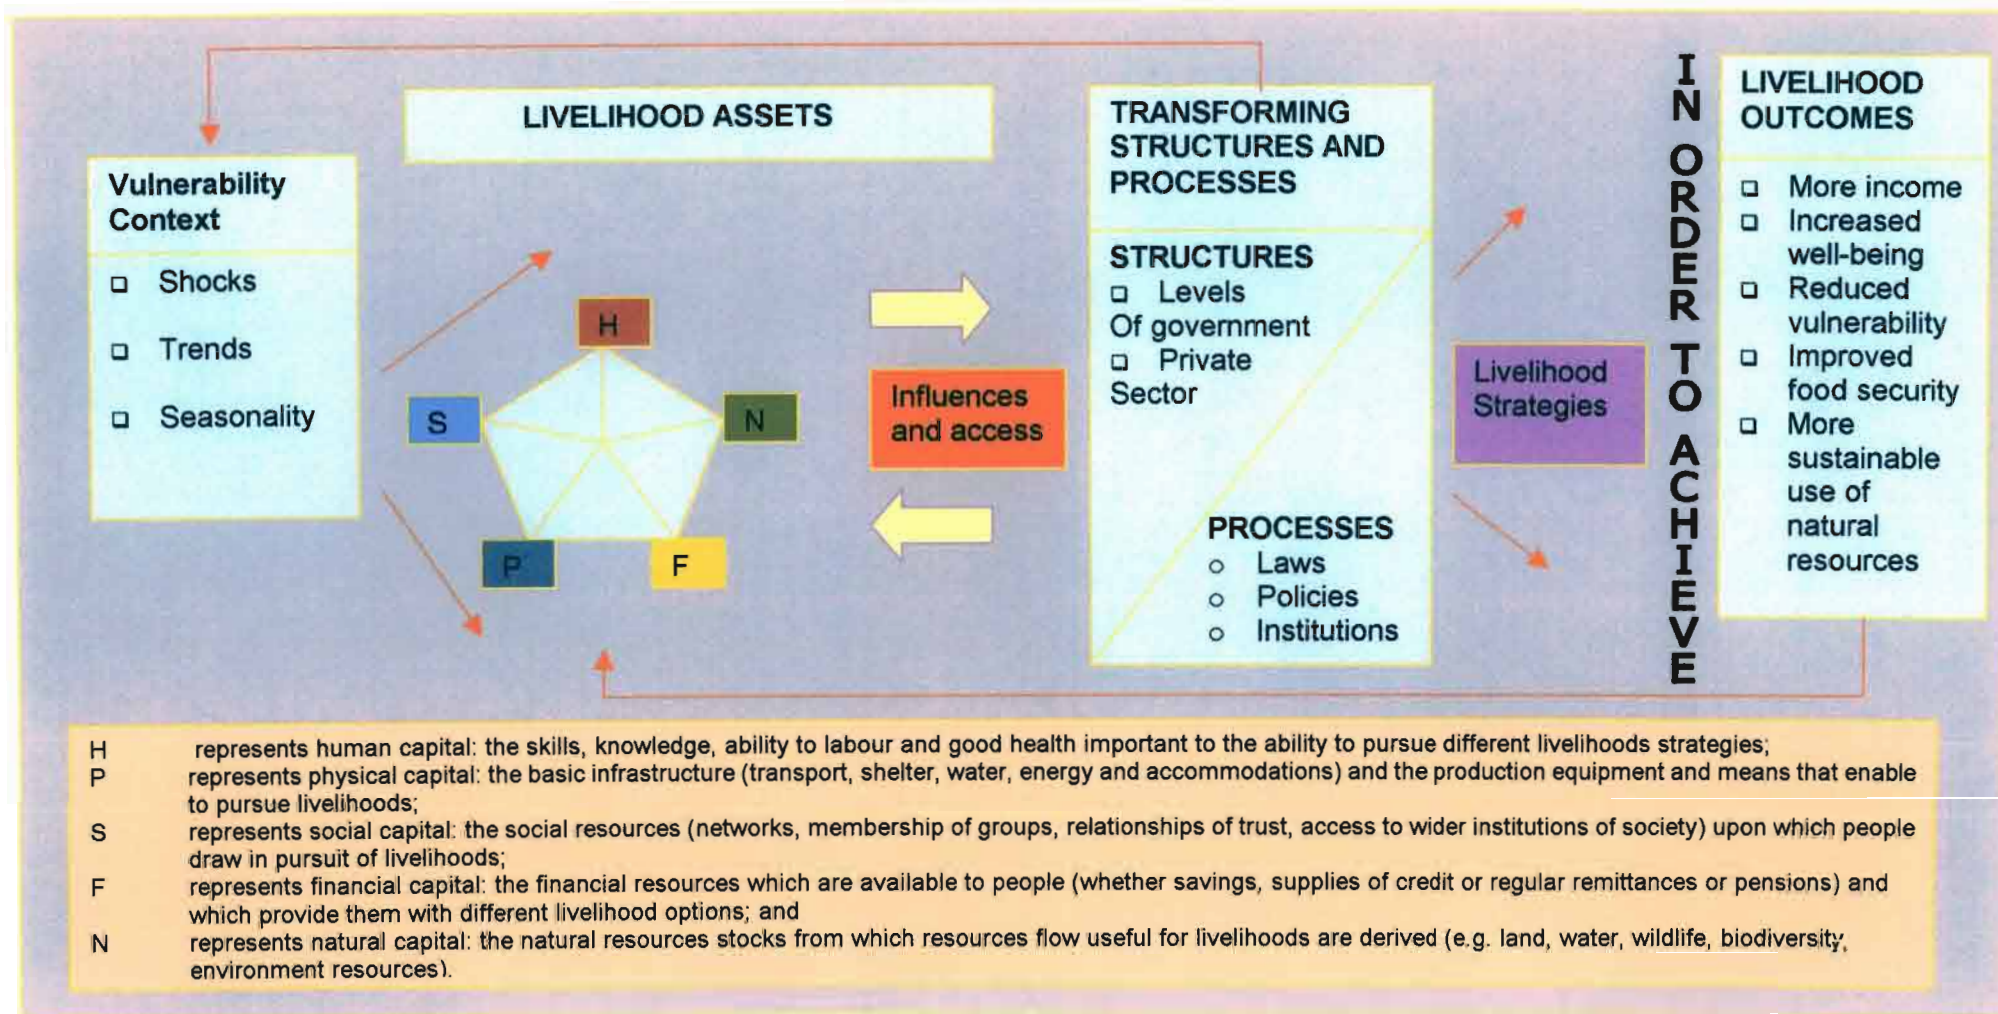 LIVELIHOOD ASSETS
Vulnerability
Context
Shocks
Trends
Seasonality
H
S
N
P
F
Influences
and access
TRANSFORMING
STRUCTURES AND
PROCESSES
STRUCTURES
Levels
Of government
Private
Sector
PROCESSES
Laws
Policies
Institutions
Livelihood
Strategies
IN ORDER TO ACHIEVE
LIVELIHOOD
OUTCOMES
More income
Increased
well-being
Reduced
vulnerability
Improved
food security
More
sustainable
use of
natural
resources
H represents human capital: the skills, knowledge, ability to labour and good health important to the ability to pursue different livelihoods strategies;
P represents physical capital: the basic infrastructure (transport, shelter, water, energy and accommodations) and the production equipment and means that enable
to pursue livelihoods;
S represents social capital: the social resources (networks, membership of groups, relationships of trust, access to wider institutions of society) upon which people
draw in pursuit of livelihoods;
F represents financial capital: the financial resources which are available to people (whether savings, supplies of credit or regular remittances or pensions) and
which provide them with different livelihood options; and
N represents natural capital: the natural resources stocks from which resources flow useful for livelihoods are derived (e.g. land, water, wildlife, biodiversity,
environment resources).